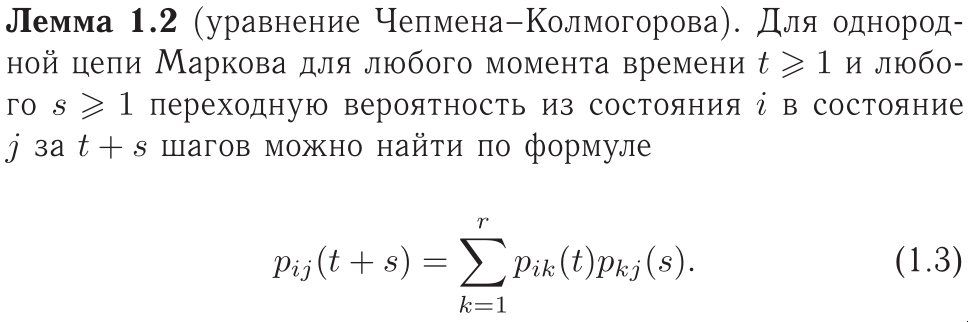 Лемма 1.2 (уравнение Чепмена–Колмогорова). Для однород-
ной цепи Маркова для любого момента времени t ⩾ 1 и любо-
го s ⩾ 1 переходную вероятность из состояния i в состояние
j за t + s шагов можно найти по формуле
p_{ij}(t + s) = \sum_{k=1}^{r} p_{ik}(t)p_{kj}(s). (1.3)